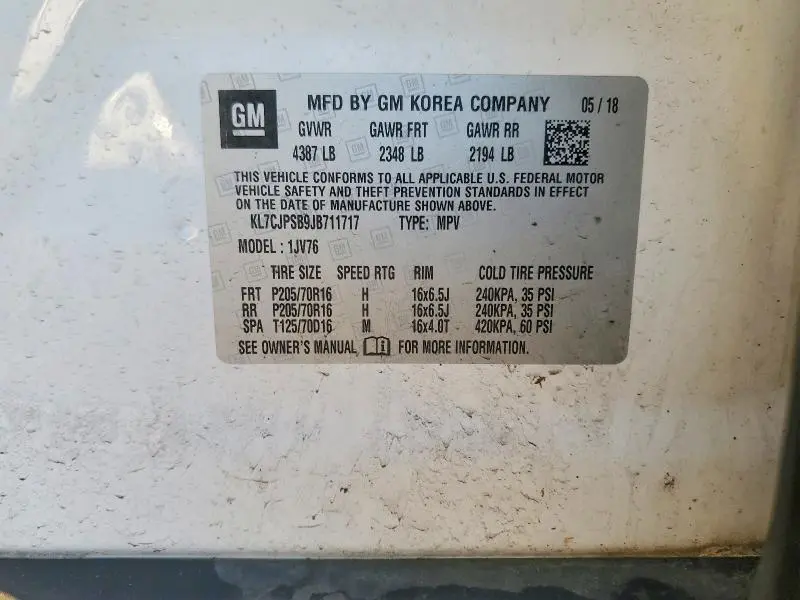 GM MFD BY GM KOREA COMPANY 05 / 18
GVWR GAWR FRT GAWR RR
4387 LB 2348 LB 2194 LB
THIS VEHICLE CONFORMS TO ALL APPLICABLE U.S. FEDERAL MOTOR
VEHICLE SAFETY AND THEFT PREVENTION STANDARDS IN EFFECT
ON THE DATE OF MANUFACTURE SHOWN ABOVE.
KL7CJPSB9JB711717 TYPE: MPV
MODEL : 1JV76
TIRE SIZE SPEED RTG RIM COLD TIRE PRESSURE
FRT P205/70R16 H 16x6.5J 240KPA, 35 PSI
RR P205/70R16 H 16x6.5J 240KPA, 35 PSI
SPA T125/70D16 M 16x4.0T 420KPA, 60 PSI
SEE OWNER'S MANUAL FOR MORE INFORMATION.